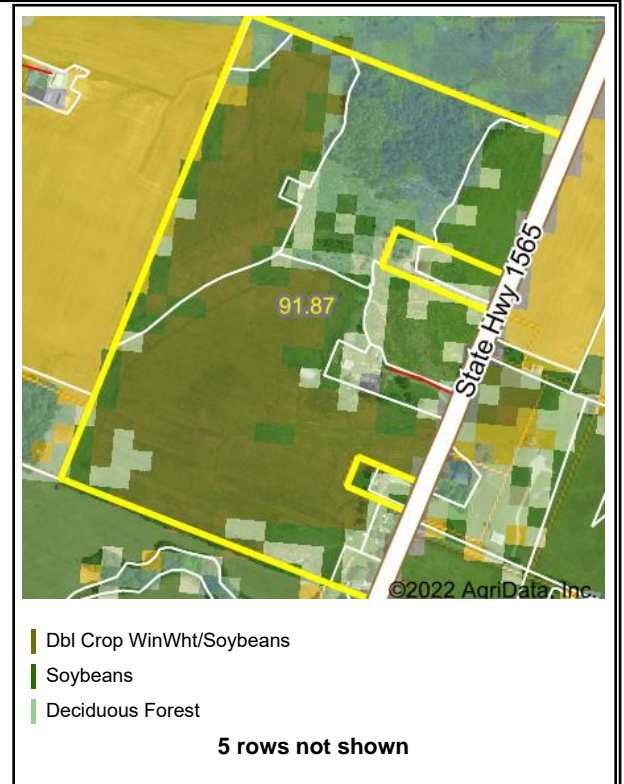 91.87
State Hwy 1565
©2022 AgriData, Inc.
Dbl Crop WinWht/Soybeans
Soybeans
Deciduous Forest
5 rows not shown